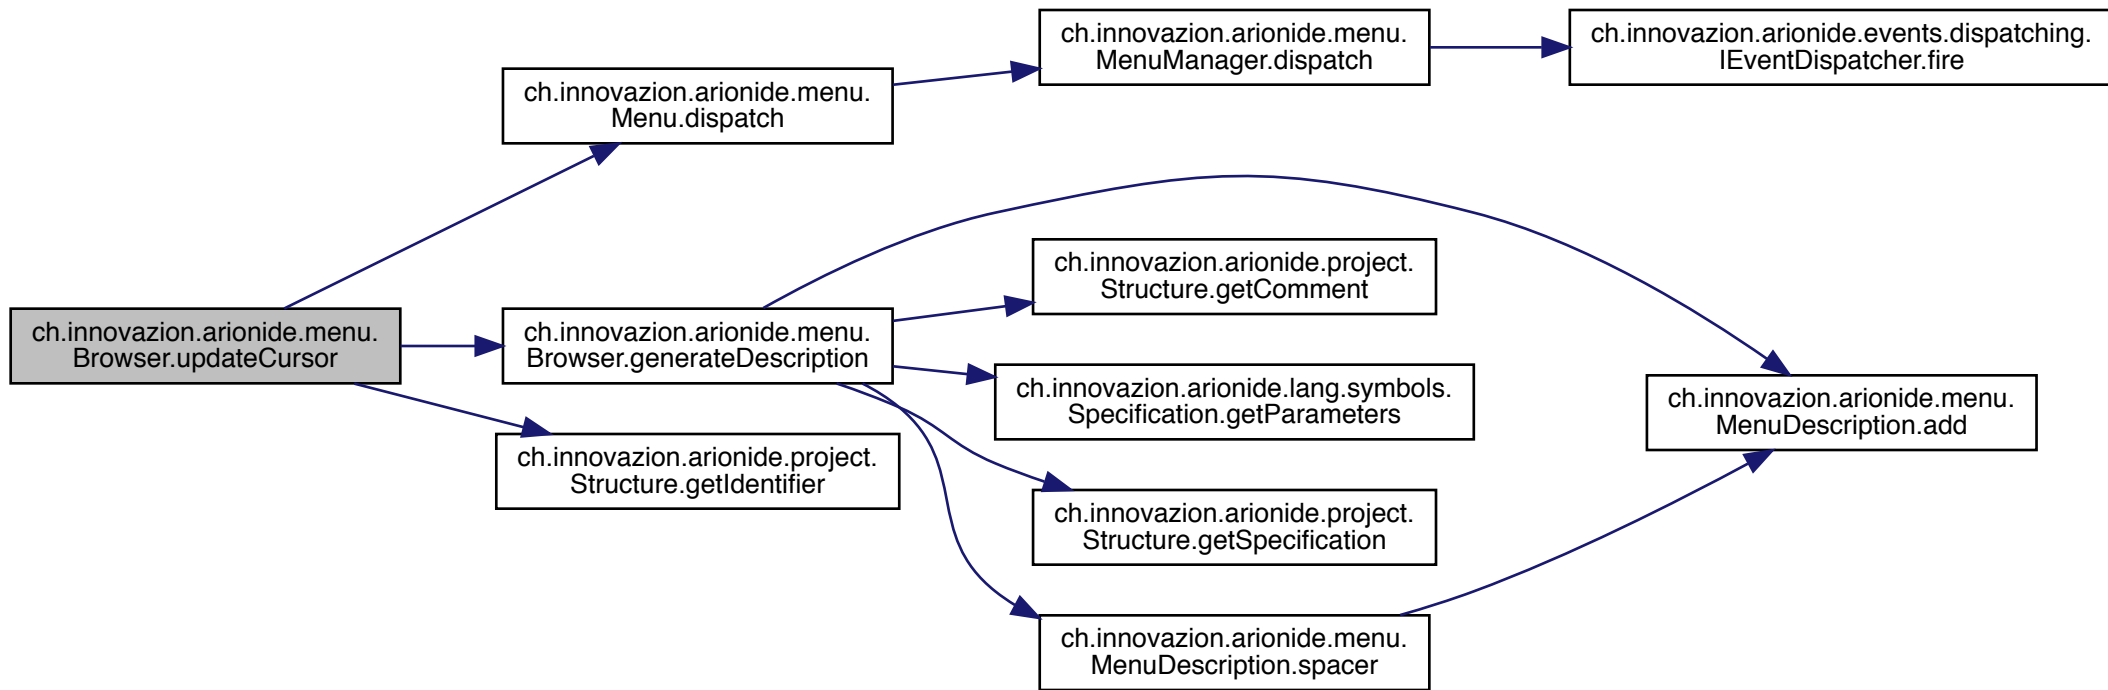 ch.innovazion.arionide.menu.
Browser.updateCursor
ch.innovazion.arionide.menu.
Menu.dispatch
ch.innovazion.arionide.menu.
MenuManager.dispatch
ch.innovazion.arionide.events.dispatching.
IEventDispatcher.fire
ch.innovazion.arionide.menu.
Browser.generateDescription
ch.innovazion.arionide.project.
Structure.getComment
ch.innovazion.arionide.lang.symbols.
Specification.getParameters
ch.innovazion.arionide.project.
Structure.getSpecification
ch.innovazion.arionide.menu.
MenuDescription.spacer
ch.innovazion.arionide.menu.
MenuDescription.add
ch.innovazion.arionide.project.
Structure.getIdentifier